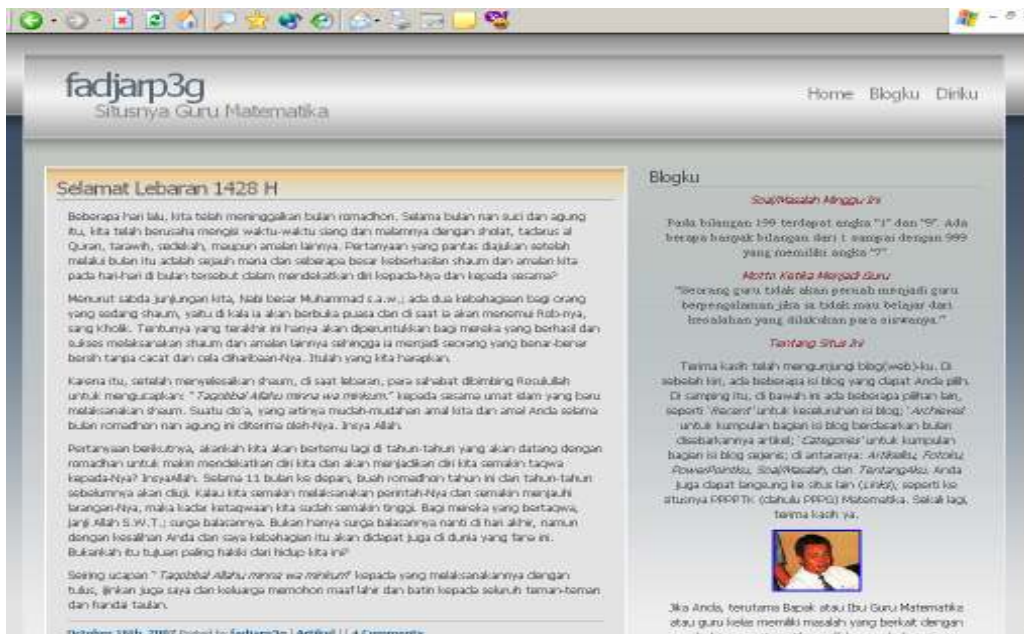 fadjarp3g
Situsnya Guru Matematika
Home Blogku Diriku
Selamat Lebaran 1428 H
Beberapa hari lalu, kita telah meninggalkan bulan romadhon. Selama bulan nan suci dan agung
itu, kita telah berusaha mengisi waktu-waktu siang dan malamnya dengan sholat, tadarus al
Quran, tarawih, sedekah, maupun amalan lainnya. Pertanyaan yang pantas diajukan setelah
melalui bulan itu adalah sejauh mana dan seberapa besar keberhasilan shaum dan amalan kita
pada hari-hari di bulan tersebut dalam mendekatkan diri kepada-Nya dan kepada sesama?
Menurut sabda junjungan kita, Nabi besar Muhammad s.a.w.; ada dua kebahagiaan bagi orang
yang sedang shaum, yaitu di kala ia akan berbuka puasa dan di saat ia akan menemui Rob-nya,
sang Kholik. Tentunya yang terakhir ini hanya akan diperuntukkan bagi mereka yang berhasil dan
sukses melaksanakan shaum dan amalan lainnya sehingga ia menjadi seorang yang benar-benar
bersih tanpa cacat dan cela diharibaan-Nya. Itulah yang kita harapkan.
Karena itu, setelah menyelesaikan shaum, di saat lebaran, para sahabat dibimbing Rosulullah
untuk mengucapkan: "Taqobbal Allahu minna wa minkum." kepada sesama umat islam yang baru
melaksanakan shaum. Suatu do'a, yang artinya mudah-mudahan amal kita dan amal Anda selama
bulan romadhon nan agung ini diterima oleh-Nya. Insya Allah.
Pertanyaan berikutnya, akankah kita akan bertemu lagi di tahun-tahun yang akan datang dengan
romadhan untuk makin mendekatkan diri kita dan akan menjadikan diri kita semakin taqwa
kepada-Nya? InsyaAllah. Selama 11 bulan ke depan, buah romadhon tahun ini dan tahun-tahun
sebelumnya akan diuji. Kalau kita semakin melaksanakan perintah-Nya dan semakin menjauhi
larangan-Nya, maka kadar ketaqwaan kita sudah semakin tinggi. Bagi mereka yang bertaqwa,
janji Allah S.W.T.; surga balasannya. Bukan hanya surga balasannya nanti di hari akhir, namun
dengan kesalihan Anda dan saya kebahagian itu akan didapat juga di dunia yang fana ini.
Bukankah itu tujuan paling hakiki dari hidup kita ini?
Seiring ucapan "Taqobbal Allahu minna wa minkum" kepada yang melaksanakannya dengan
tulus, ijinkan juga saya dan keluarga memohon maaf lahir dan batin kepada seluruh teman-teman
dan handai taulan.
October 15th, 2007 Posted by fadjarp3g | Artikel | | 4 Comments
Blogku
Soal/Masalah Minggu Ini
"Pada bilangan 199 terdapat angka "1" dan "9". Ada
berapa banyak bilangan dari 1 sampai dengan 999
yang memiliki angka "7"
Motto Ketika Menjadi Guru
"Seorang guru tidak akan pernah menjadi guru
berpengalaman jika ia tidak mau belajar dari
kesalahan yang dilakukan para siswanya."
Tentang Situs Ini
Terima kasih telah mengunjungi blog(web)-ku. Di
sebelah kiri, ada beberapa isi blog yang dapat Anda pilih.
Di samping itu, di bawah ini ada beberapa pilihan lain,
seperti 'Recent' untuk keseluruhan isi blog; 'Archieves'
untuk kumpulan bagian isi blog berdasarkan bulan
disebarkannya artikel; 'Categories' untuk kumpulan
bagian isi blog sejenis; di antaranya: Artikelku, Fotoku,
PowerPointku, Soal/Masalah, dan TentangAku. Anda
juga dapat langsung ke situs lain (Links), seperti ke
situsnya PPPPTK (dahulu PPPG) Matematika. Sekali lagi,
terima kasih ya.
Jika Anda, terutama Bapak atau Ibu Guru Matematika
atau guru kelas memiliki masalah yang berkait dengan